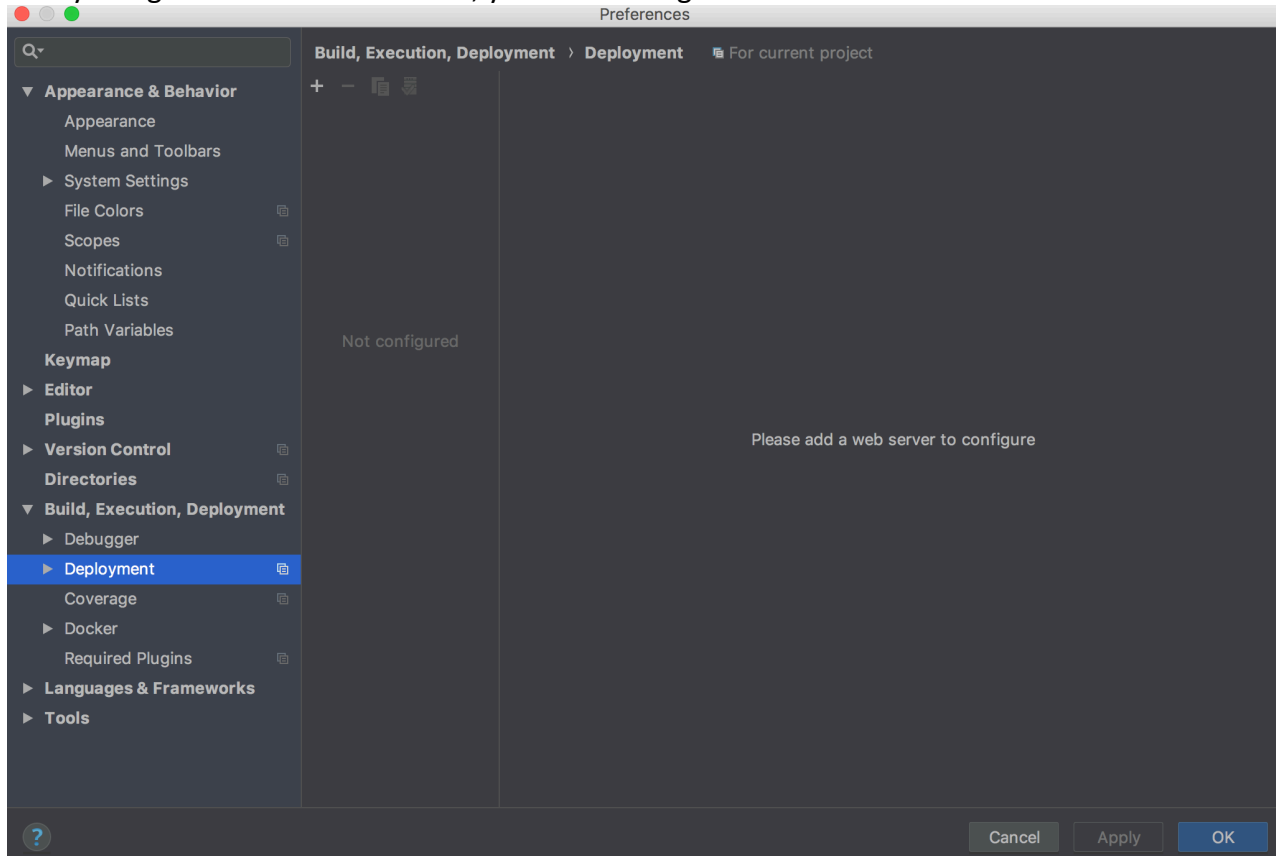 Preferences
Build, Execution, Deployment › Deployment For current project
Appearance & Behavior
Appearance
Menus and Toolbars
System Settings
File Colors
Scopes
Notifications
Quick Lists
Path Variables
Keymap
Editor
Plugins
Version Control
Directories
Build, Execution, Deployment
Debugger
Deployment
Coverage
Docker
Required Plugins
Languages & Frameworks
Tools
Not configured
Please add a web server to configure
?
Cancel Apply OK